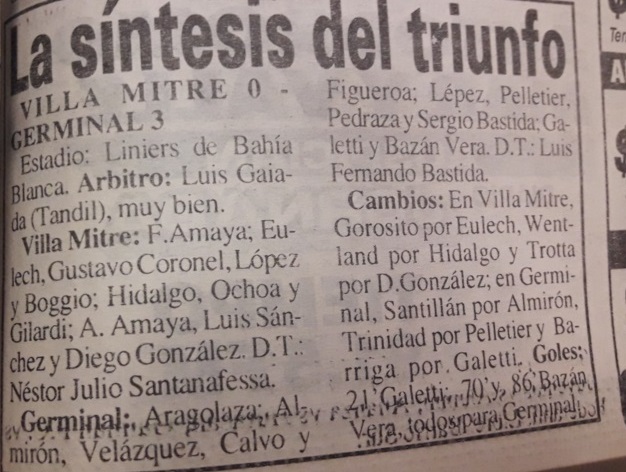 La síntesis del triunfo
VILLA MITRE 0 -
GERMINAL 3
Estadio: Liniers de Bahía
Blanca. Arbitro: Luis Gaia-
da (Tandil), muy bien.
Villa Mitre: F.Amaya; Eu-
lech, Gustavo Coronel, López
y Boggio; Hidalgo, Ochoa y
Gilardi; A. Amaya, Luis Sán-
chez y Diego González. D.T.:
Néstor Julio Santanafessa.
Germinal: Aragolaza; Al-
mirón, Velázquez, Calvo y
Figueroa; Lépez, Pelletier,
Pedraza y Sergio Bastida; Ga-
letti y Bazán Vera. D.T.: Luis
Fernando Bastida.
Cambios: En Villa Mitre,
Gorosito por Eulech, Went-
land por Hidalgo y Trotta
por D.González; en Germi-
nal, Santillán por Almirón,
Trinidad por Pelletier y Ba-
rriga por Galetti. Goles:
21' Galetti, 70' y 86' Bazán
Vera, todos para Germinal.